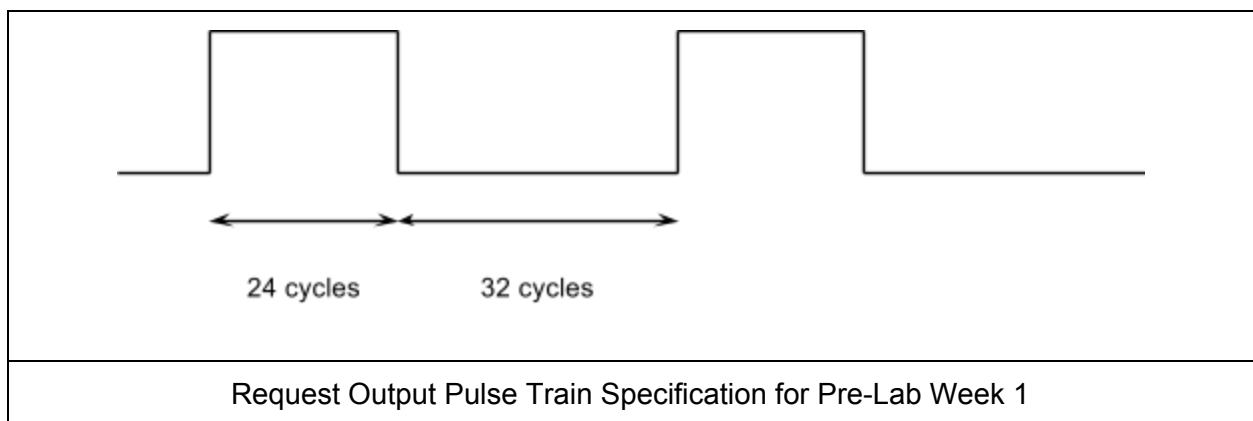 24 cycles 32 cycles
Request Output Pulse Train Specification for Pre-Lab Week 1